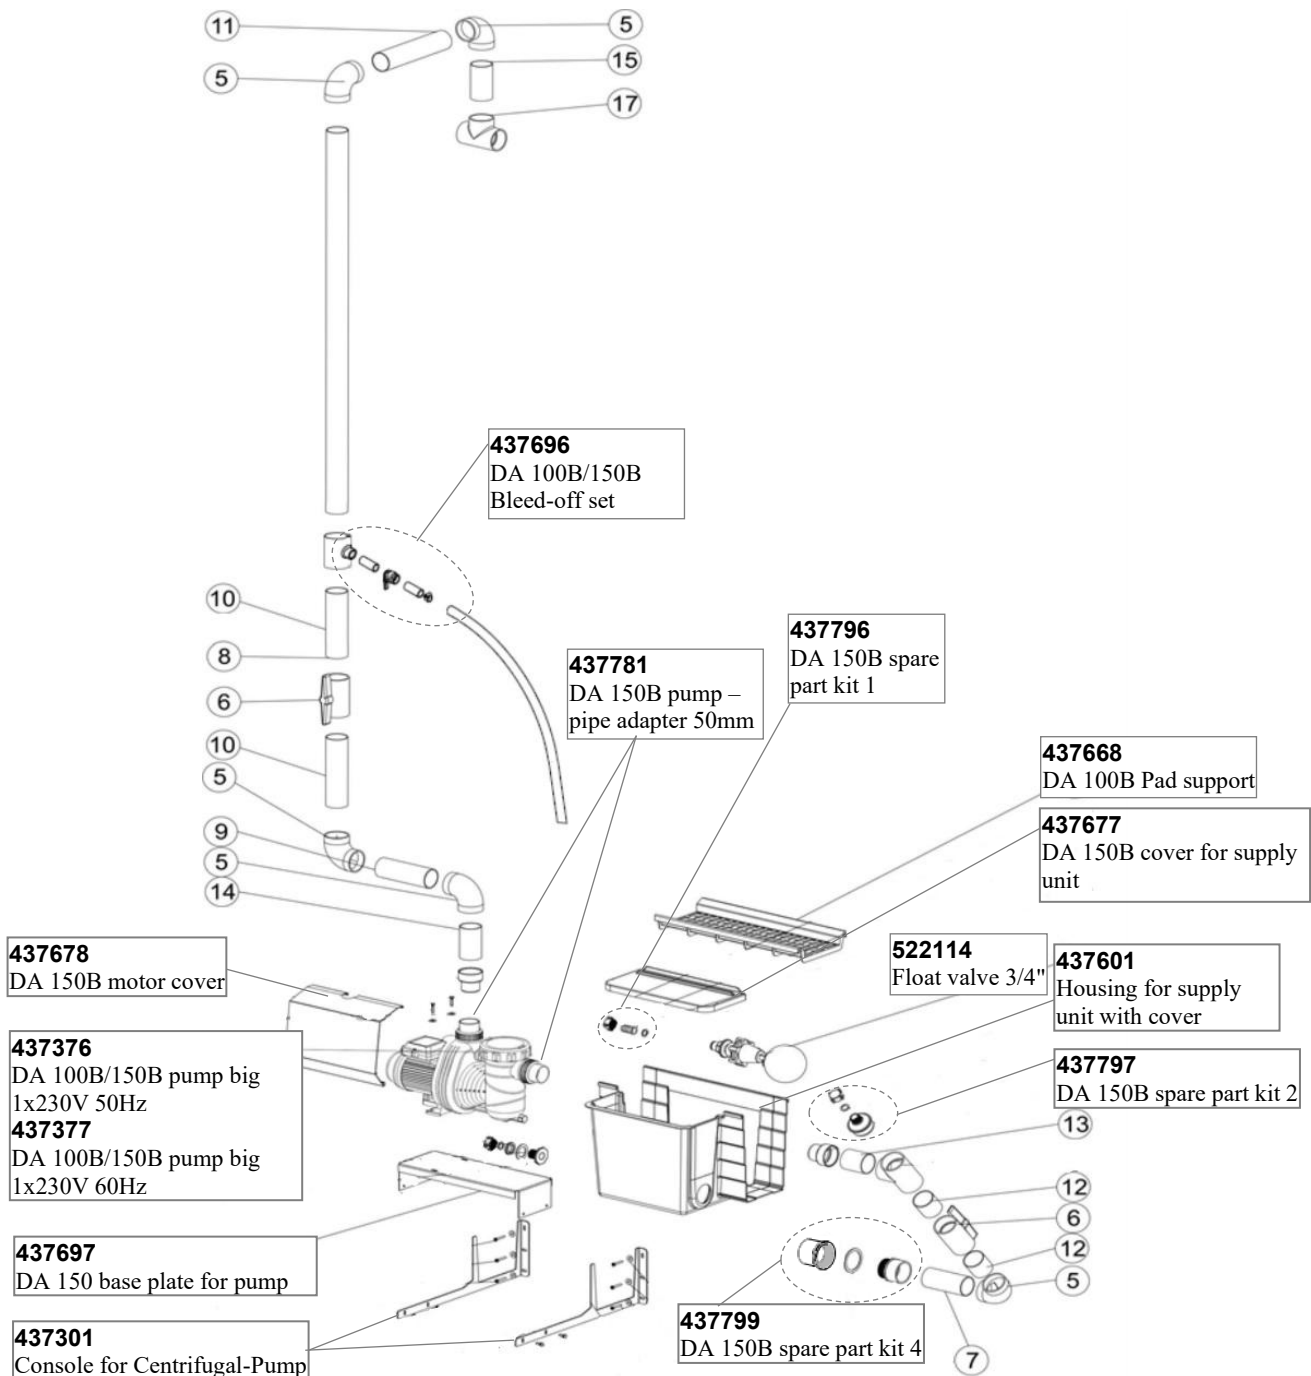 11
5
5
15
17
437696
DA 100B/150B
Bleed-off set
10
8
6
10
5
9
5
14
437781
DA 150B pump –
pipe adapter 50mm
437796
DA 150B spare
part kit 1
437668
DA 100B Pad support
437677
DA 150B cover for supply
unit
437678
DA 150B motor cover
522114
Float valve 3/4"
437601
Housing for supply
unit with cover
437376
DA 100B/150B pump big
1x230V 50Hz
437377
DA 100B/150B pump big
1x230V 60Hz
437797
DA 150B spare part kit 2
13
12
6
12
5
437697
DA 150 base plate for pump
437799
DA 150B spare part kit 4
7
437301
Console for Centrifugal-Pump